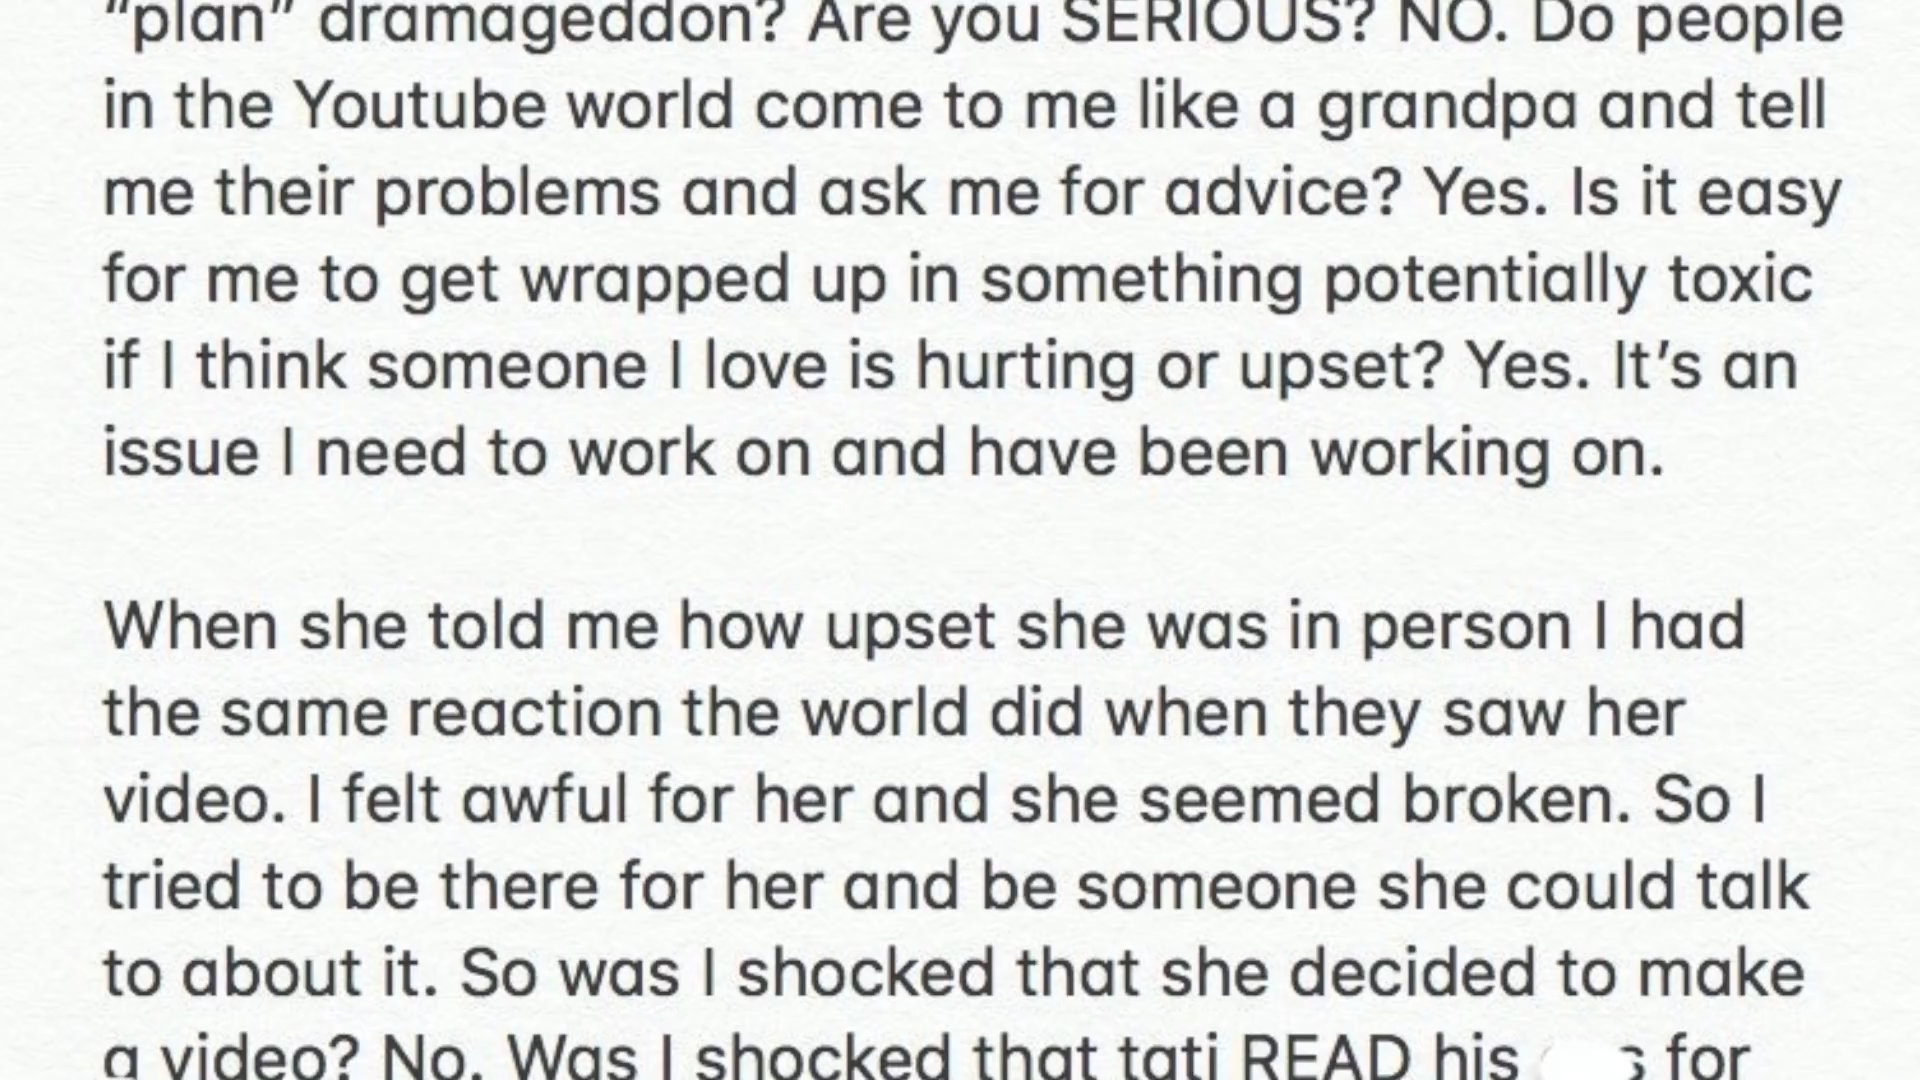 “plan” dramageddon? Are you SERIOUS? NO. Do people
in the Youtube world come to me like a grandpa and tell
me their problems and ask me for advice? Yes. Is it easy
for me to get wrapped up in something potentially toxic
if I think someone I love is hurting or upset? Yes. It’s an
issue I need to work on and have been working on.
When she told me how upset she was in person I had
the same reaction the world did when they saw her
video. I felt awful for her and she seemed broken. So I
tried to be there for her and be someone she could talk
to about it. So was I shocked that she decided to make
a video? No. Was I shocked that tati READ his for